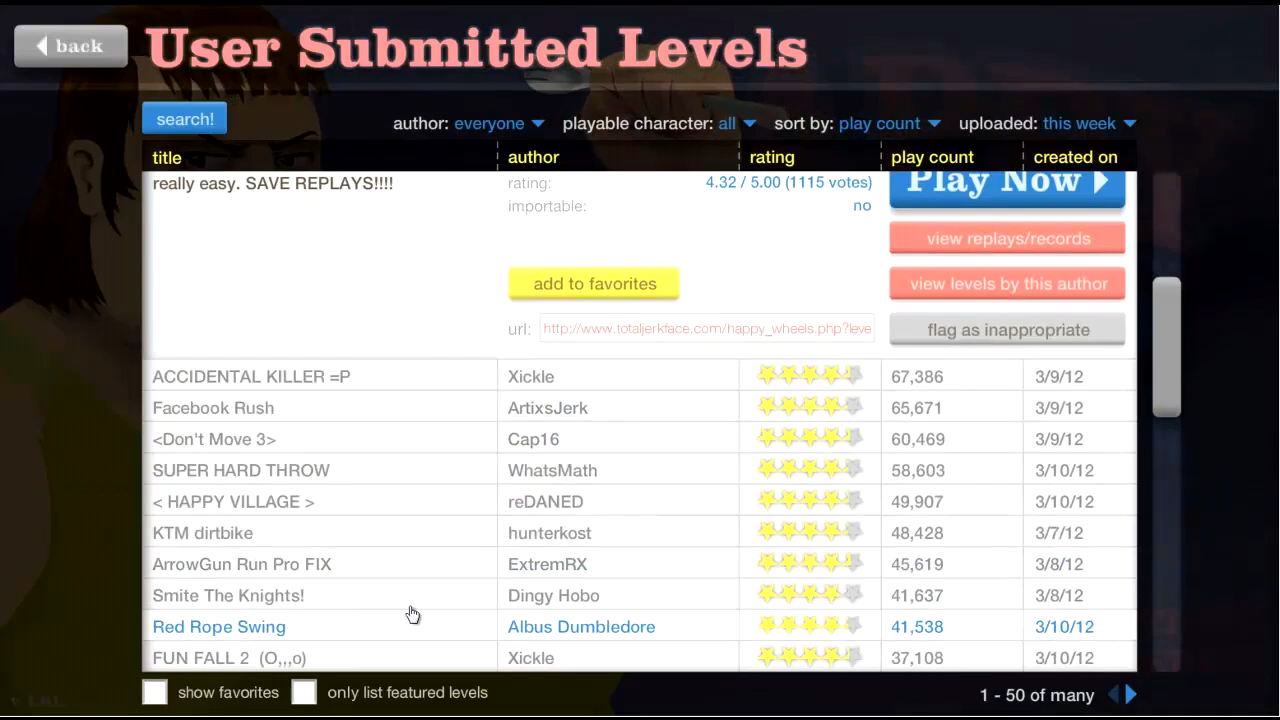 back
User Submitted Levels
search!
author: everyone playable character: all sort by: play count uploaded: this week
title author rating play count created on
really easy. SAVE REPLAYS!!!! rating: 4.32 / 5.00 (1115 votes) Play Now
importable: no
view replays/records
add to favorites view levels by this author
url: http://www.totaljerkface.com/happy_wheels.php?leve flag as inappropriate
ACCIDENTAL KILLER =P Xickle 67,386 3/9/12
Facebook Rush ArtixsJerk 65,671 3/9/12
<Don't Move 3> Cap16 60,469 3/9/12
SUPER HARD THROW WhatsMath 58,603 3/10/12
< HAPPY VILLAGE > reDANED 49,907 3/10/12
KTM dirtbike hunterkost 48,428 3/7/12
ArrowGun Run Pro FIX ExtremRX 45,619 3/8/12
Smite The Knights! Dingy Hobo 41,637 3/8/12
Red Rope Swing Albus Dumbledore 41,538 3/10/12
FUN FALL 2 (O,,,o) Xickle 37,108 3/10/12
show favorites only list featured levels 1 - 50 of many